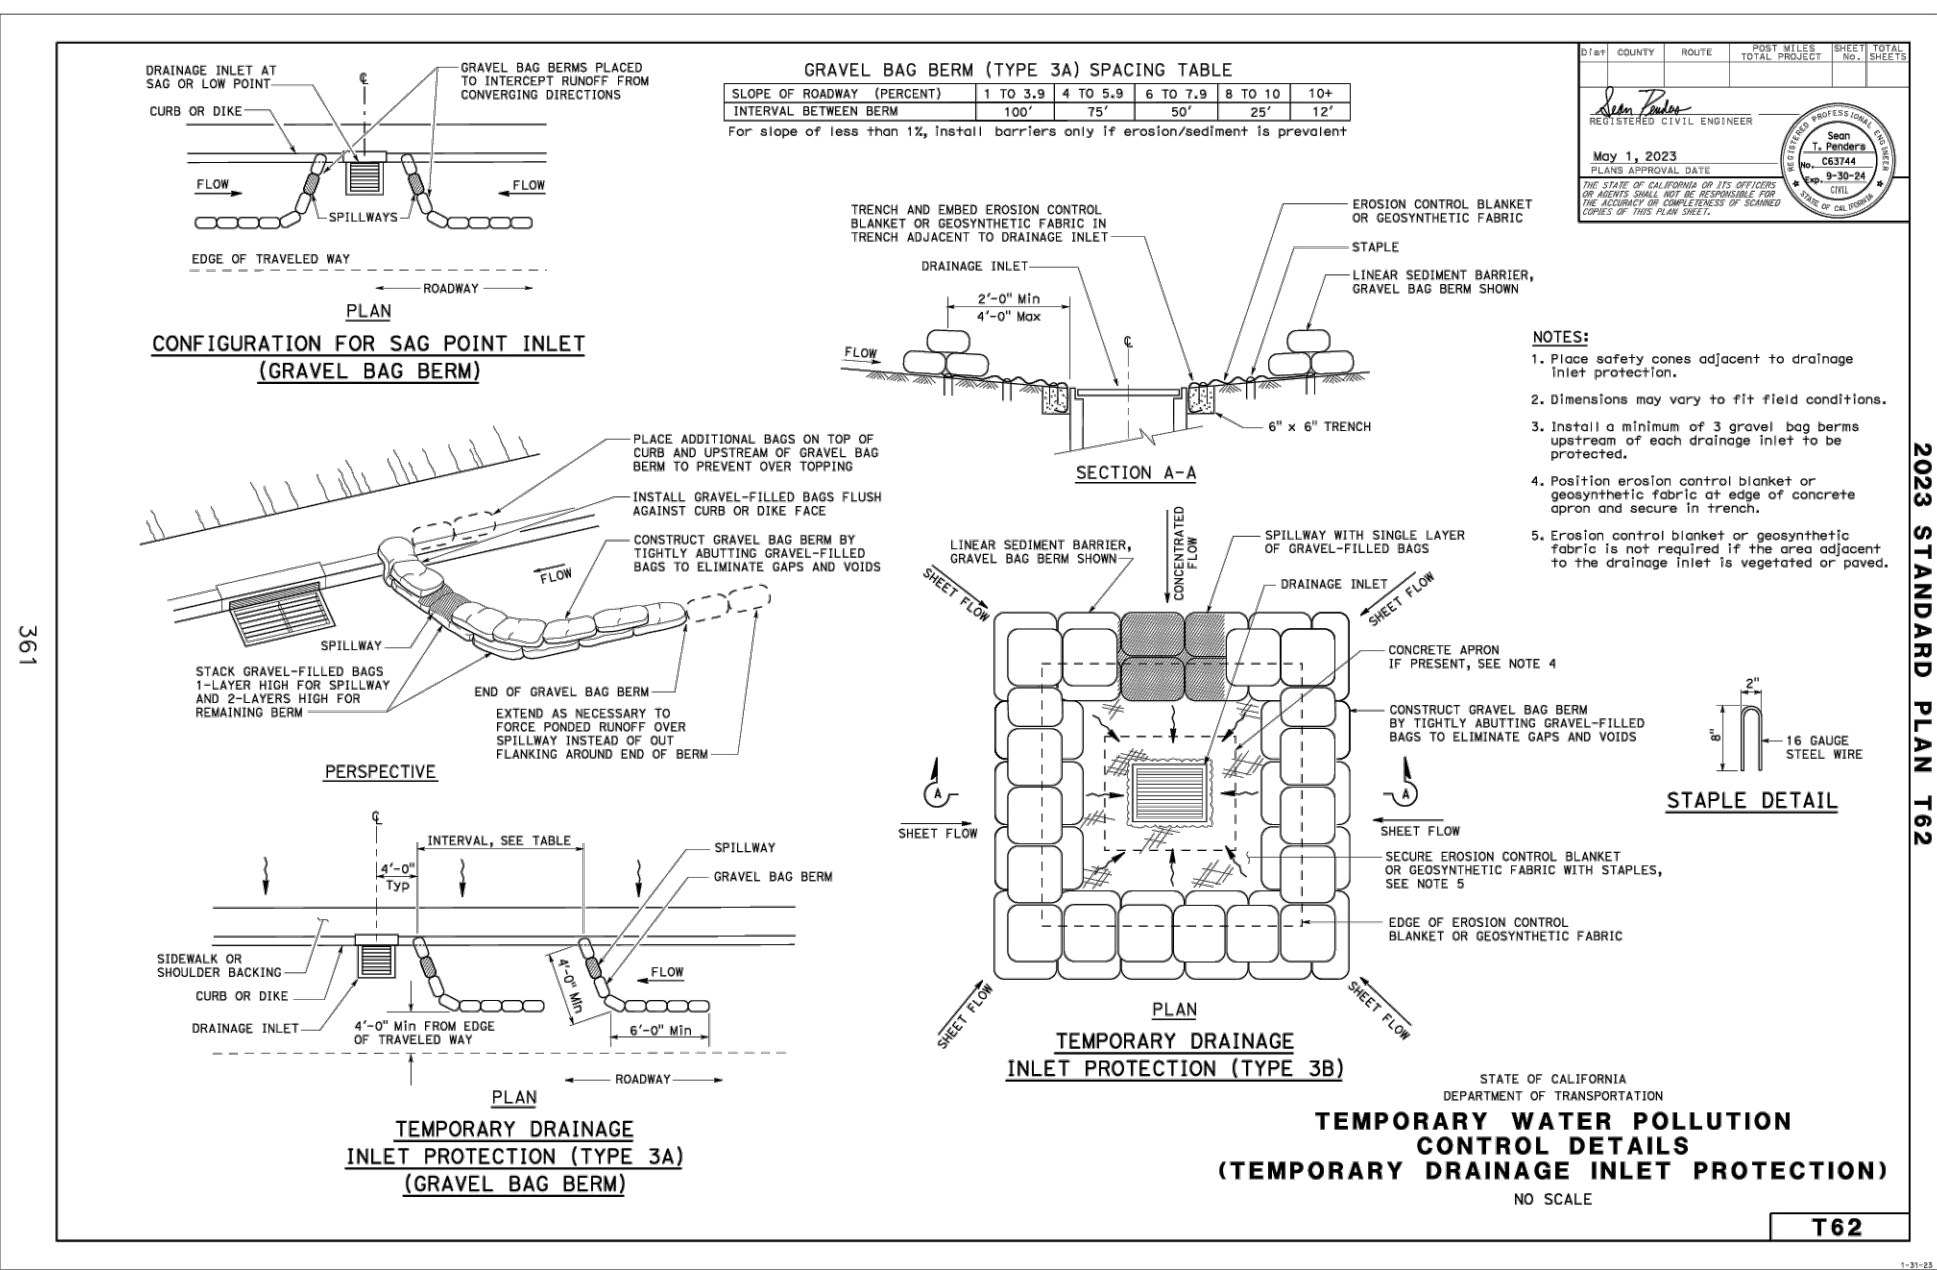 DRAINAGE INLET AT
SAG OR LOW POINT
CURB OR DIKE
℄
GRAVEL BAG BERMS PLACED
TO INTERCEPT RUNOFF FROM
CONVERGING DIRECTIONS
FLOW
FLOW
SPILLWAYS
EDGE OF TRAVELED WAY
ROADWAY
PLAN
CONFIGURATION FOR SAG POINT INLET
(GRAVEL BAG BERM)
GRAVEL BAG BERM (TYPE 3A) SPACING TABLE
SLOPE OF ROADWAY (PERCENT) 1 TO 3.9 4 TO 5.9 6 TO 7.9 8 TO 10 10+
INTERVAL BETWEEN BERM 100' 75' 50' 25' 12'
For slope of less than 1%, install barriers only if erosion/sediment is prevalent
Dist COUNTY ROUTE POST MILES TOTAL PROJECT SHEET No. TOTAL SHEETS
Sean Penders
REGISTERED CIVIL ENGINEER
May 1, 2023
PLANS APPROVAL DATE
THE STATE OF CALIFORNIA OR ITS OFFICERS
OR AGENTS SHALL NOT BE RESPONSIBLE FOR
THE ACCURACY OR COMPLETENESS OF SCANNED
COPIES OF THIS PLAN SHEET.
REGISTERED PROFESSIONAL ENGINEER
Sean
T. Penders
No. C63744
Exp. 9-30-24
CIVIL
STATE OF CALIFORNIA
TRENCH AND EMBED EROSION CONTROL
BLANKET OR GEOSYNTHETIC FABRIC IN
TRENCH ADJACENT TO DRAINAGE INLET
DRAINAGE INLET
2'-0" Min
4'-0" Max
FLOW
℄
EROSION CONTROL BLANKET
OR GEOSYNTHETIC FABRIC
STAPLE
LINEAR SEDIMENT BARRIER,
GRAVEL BAG BERM SHOWN
6" x 6" TRENCH
SECTION A-A
NOTES:
1. Place safety cones adjacent to drainage
inlet protection.
2. Dimensions may vary to fit field conditions.
3. Install a minimum of 3 gravel bag berms
upstream of each drainage inlet to be
protected.
4. Position erosion control blanket or
geosynthetic fabric at edge of concrete
apron and secure in trench.
5. Erosion control blanket or geosynthetic
fabric is not required if the area adjacent
to the drainage inlet is vegetated or paved.
PLACE ADDITIONAL BAGS ON TOP OF
CURB AND UPSTREAM OF GRAVEL BAG
BERM TO PREVENT OVER TOPPING
INSTALL GRAVEL-FILLED BAGS FLUSH
AGAINST CURB OR DIKE FACE
CONSTRUCT GRAVEL BAG BERM BY
TIGHTLY ABUTTING GRAVEL-FILLED
BAGS TO ELIMINATE GAPS AND VOIDS
FLOW
SPILLWAY
STACK GRAVEL-FILLED BAGS
1-LAYER HIGH FOR SPILLWAY
AND 2-LAYERS HIGH FOR
REMAINING BERM
END OF GRAVEL BAG BERM
EXTEND AS NECESSARY TO
FORCE PONDED RUNOFF OVER
SPILLWAY INSTEAD OF OUT
FLANKING AROUND END OF BERM
PERSPECTIVE
℄
INTERVAL, SEE TABLE
4'-0"
Typ
SPILLWAY
GRAVEL BAG BERM
SIDEWALK OR
SHOULDER BACKING
CURB OR DIKE
DRAINAGE INLET
4'-0" Min
FLOW
4'-0" Min FROM EDGE
OF TRAVELED WAY
6'-0" Min
ROADWAY
PLAN
TEMPORARY DRAINAGE
INLET PROTECTION (TYPE 3A)
(GRAVEL BAG BERM)
LINEAR SEDIMENT BARRIER,
GRAVEL BAG BERM SHOWN
CONCENTRATED
FLOW
SPILLWAY WITH SINGLE LAYER
OF GRAVEL-FILLED BAGS
DRAINAGE INLET
SHEET FLOW
SHEET FLOW
CONCRETE APRON
IF PRESENT, SEE NOTE 4
CONSTRUCT GRAVEL BAG BERM
BY TIGHTLY ABUTTING GRAVEL-FILLED
BAGS TO ELIMINATE GAPS AND VOIDS
A
A
SHEET FLOW
SHEET FLOW
SECURE EROSION CONTROL BLANKET
OR GEOSYNTHETIC FABRIC WITH STAPLES,
SEE NOTE 5
EDGE OF EROSION CONTROL
BLANKET OR GEOSYNTHETIC FABRIC
SHEET FLOW
SHEET FLOW
PLAN
TEMPORARY DRAINAGE
INLET PROTECTION (TYPE 3B)
2"
8"
16 GAUGE
STEEL WIRE
STAPLE DETAIL
STATE OF CALIFORNIA
DEPARTMENT OF TRANSPORTATION
TEMPORARY WATER POLLUTION
CONTROL DETAILS
(TEMPORARY DRAINAGE INLET PROTECTION)
NO SCALE
T62
2023 STANDARD PLAN T62
361
1-31-23